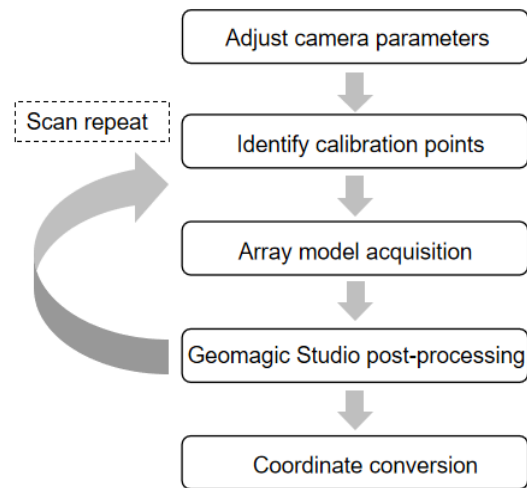 Adjust camera parameters
Scan repeat
Identify calibration points
Array model acquisition
Geomagic Studio post-processing
Coordinate conversion